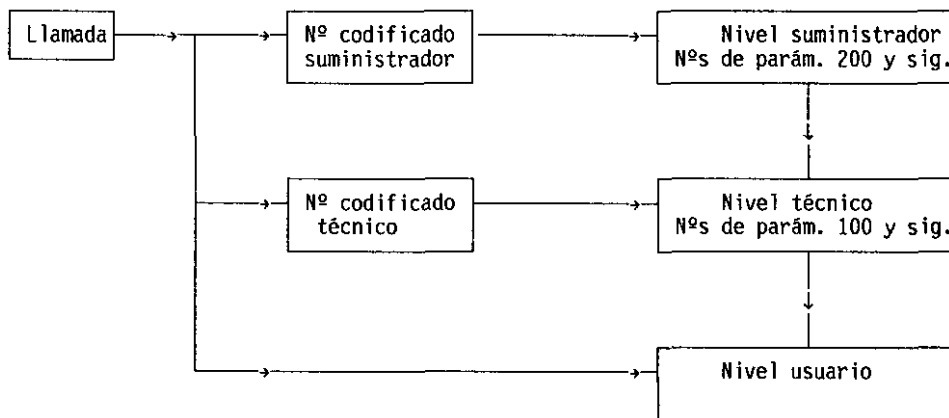 Llamada
Nº codificado
suministrador
Nivel suministrador
Nºs de parám. 200 y sig.
Nº codificado
técnico
Nivel técnico
Nºs de parám. 100 y sig.
Nivel usuario